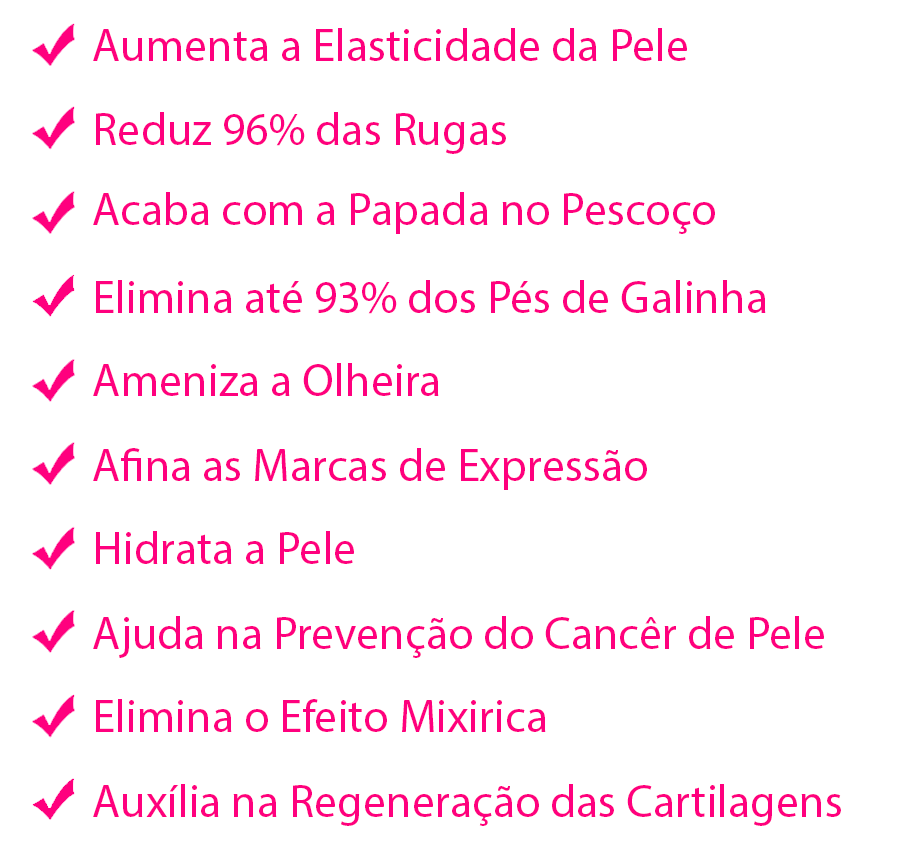 Aumenta a Elasticidade da Pele
Reduz 96% das Rugas
Acaba com a Papada no Pescoço
Elimina até 93% dos Pés de Galinha
Ameniza a Olheira
Afina as Marcas de Expressão
Hidrata a Pele
Ajuda na Prevenção do Cancêr de Pele
Elimina o Efeito Mixirica
Auxília na Regeneração das Cartilagens